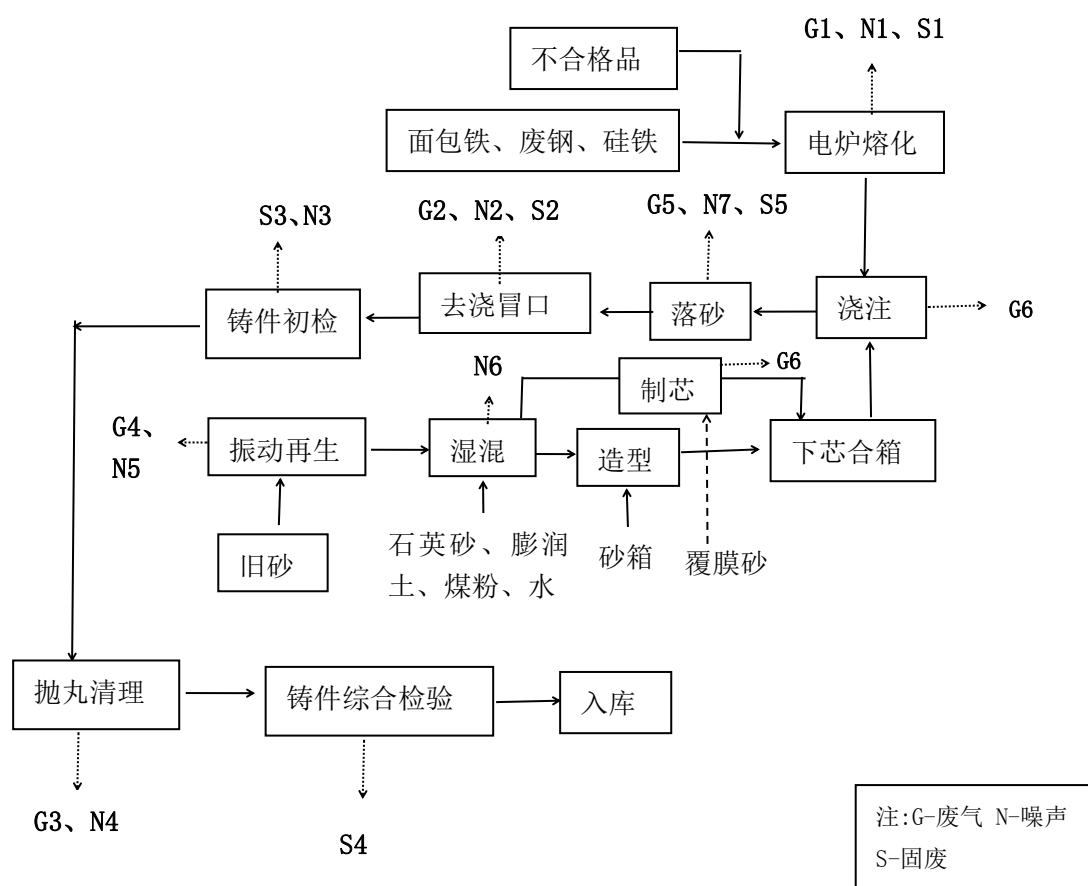 G1、N1、S1
不合格品
面包铁、废钢、硅铁
电炉熔化
S3、N3
G2、N2、S2
G5、N7、S5
铸件初检
去浇冒口
落砂
浇注
G6
N6
制芯
G6
G4、
N5
振动再生
湿混
造型
下芯合箱
旧砂
石英砂、膨润
土、煤粉、水
砂箱
覆膜砂
抛丸清理
铸件综合检验
入库
G3、N4
S4
注:G-废气 N-噪声
S-固废